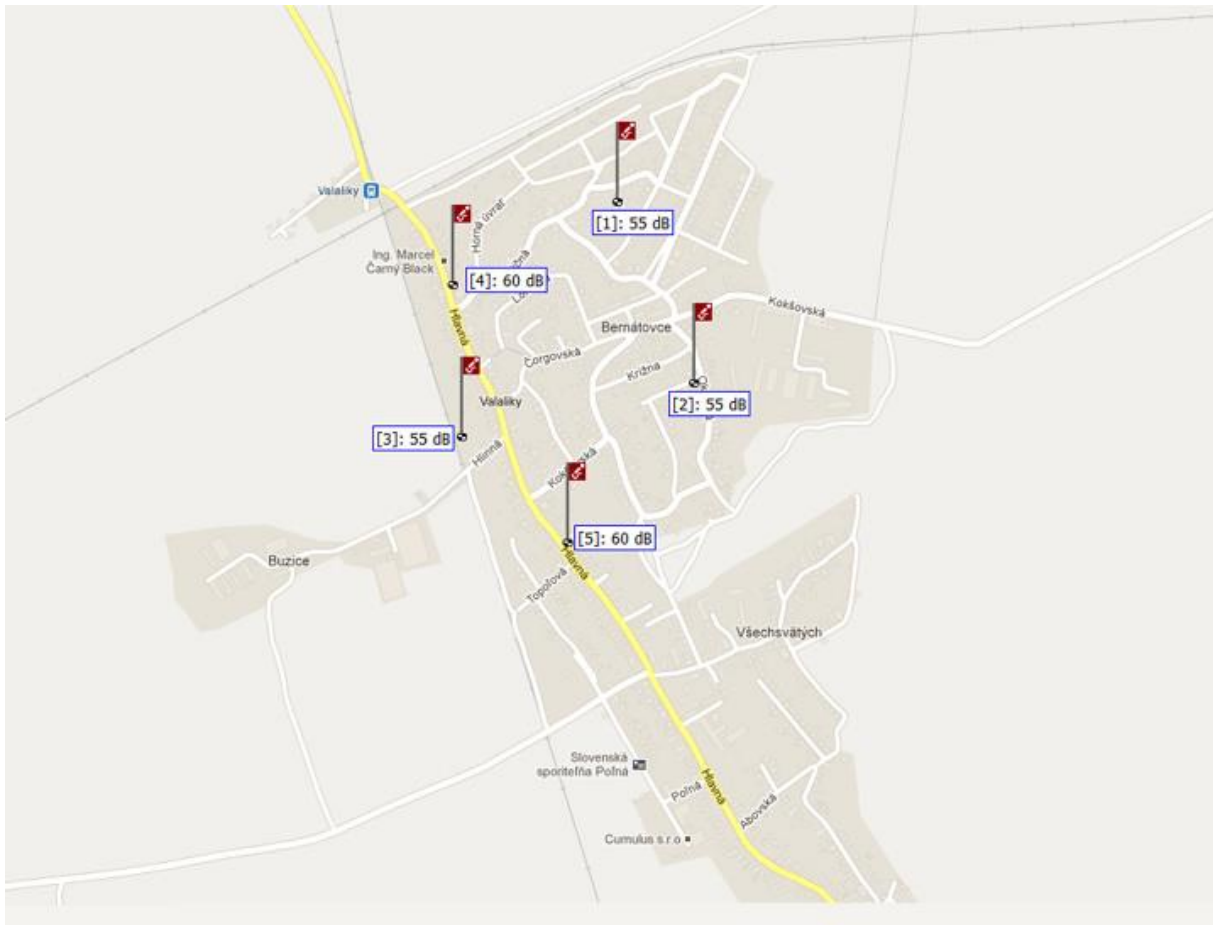 Valaliky
[1]: 55 dB
Horná úvrať
Ing. Marcel
Čarný Black
[4]: 60 dB
Kokšovská
Hlavná
Bernátovce
Čorgovská
Križna
Valaliky
[2]: 55 dB
[3]: 55 dB
Hlinná
[5]: 60 dB
Hlavná
Buzice
Topoľová
Všechsvätých
Slovenská
sporiteľňa Poľná
Poľná
Hlavná
Abovská
Cumulus s.r.o